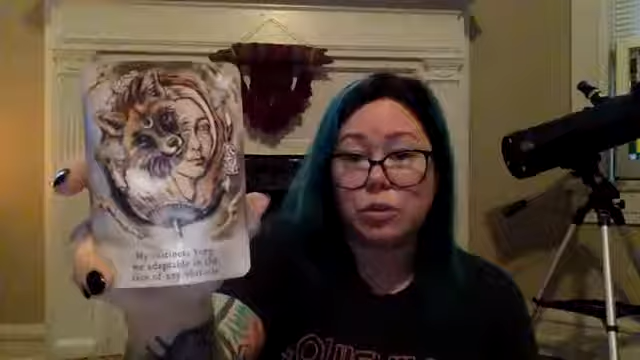 My instincts keep
me adaptable in the
face of any obstacle